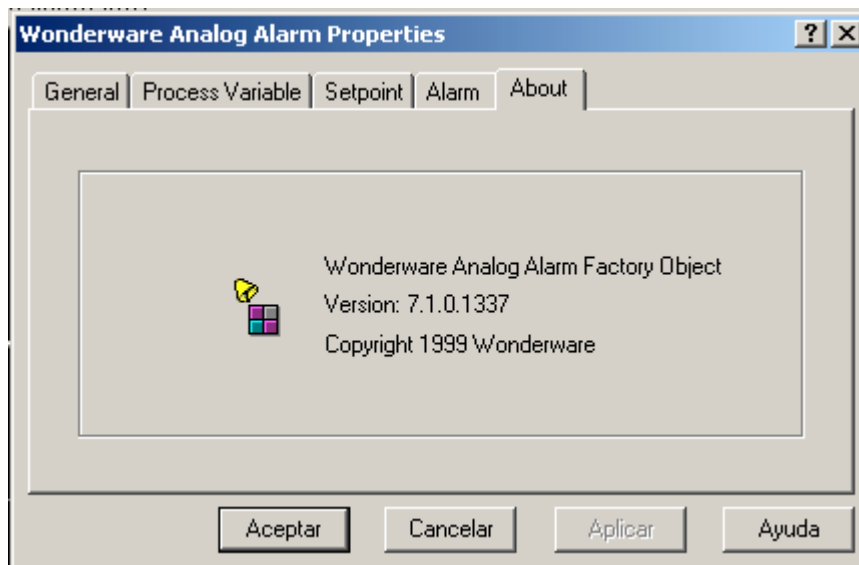 Wonderware Analog Alarm Properties
General Process Variable Setpoint Alarm About
Wonderware Analog Alarm Factory Object
Version: 7.1.0.1337
Copyright 1999 Wonderware
Aceptar Cancelar Aplicar Ayuda